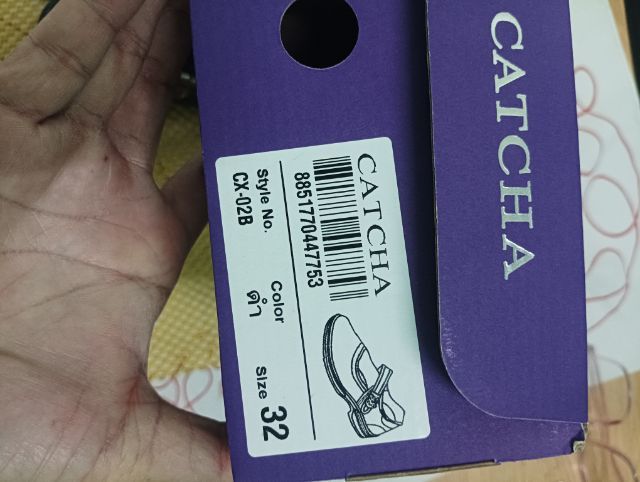 CATCHA
CATCHA
8851770447753
Style No. Color Size
CX-02B ดำ 32